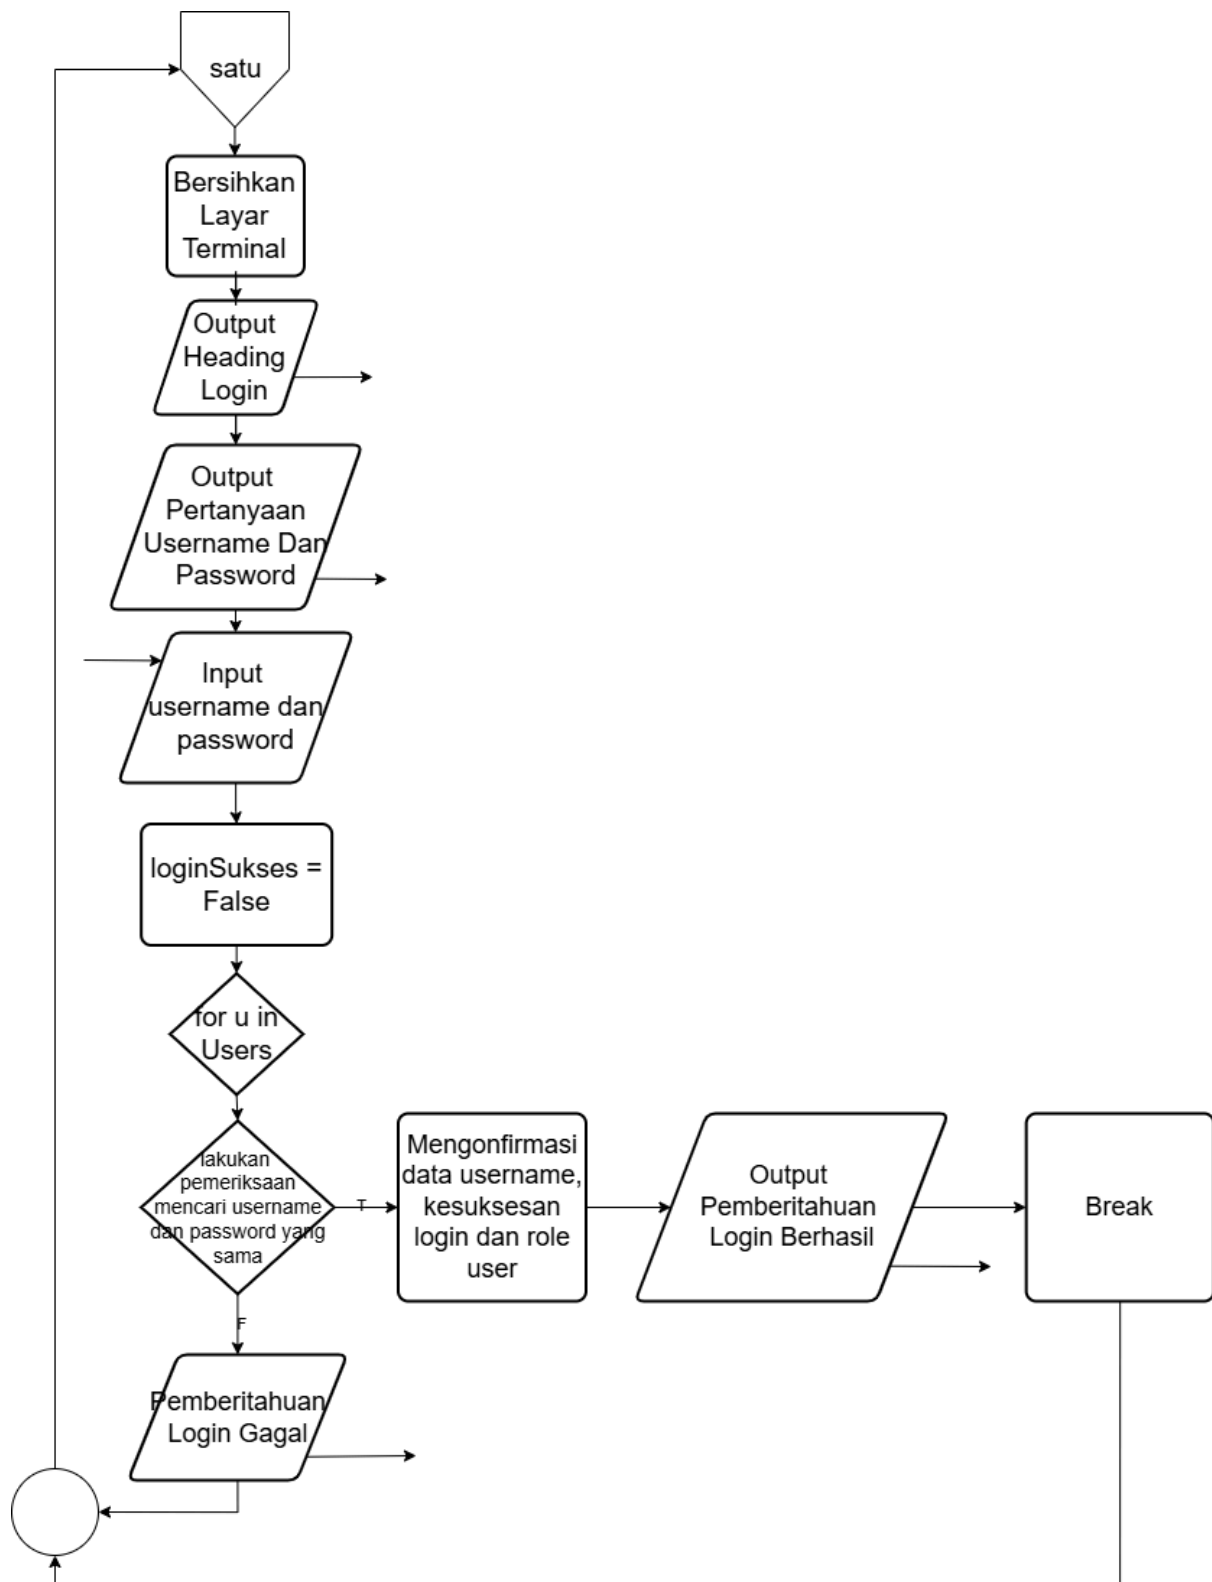 satu
Bersihkan
Layar
Terminal
Output
Heading
Login
Output
Pertanyaan
Username Dan
Password
Input
username dan
password
loginSukses =
False
for u in
Users
lakukan
pemeriksaan
mencari username
dan password yang
sama
T
Mengonfirmasi
data username,
kesuksesan
login dan role
user
Output
Pemberitahuan
Login Berhasil
Break
F
Pemberitahuan
Login Gagal